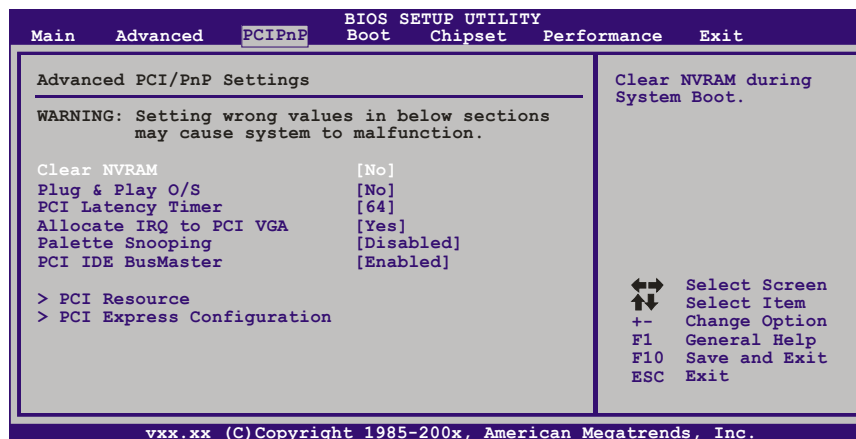 BIOS SETUP UTILITY
Main Advanced PCIPnP Boot Chipset Performance Exit
Advanced PCI/PnP Settings
WARNING: Setting wrong values in below sections
may cause system to malfunction.
Clear NVRAM [No]
Plug & Play O/S [No]
PCI Latency Timer [64]
Allocate IRQ to PCI VGA [Yes]
Palette Snooping [Disabled]
PCI IDE BusMaster [Enabled]
> PCI Resource
> PCI Express Configuration
Clear NVRAM during
System Boot.
Select Screen
Select Item
+- Change Option
F1 General Help
F10 Save and Exit
ESC Exit
vxx.xx (C)Copyright 1985-200x, American Megatrends, Inc.